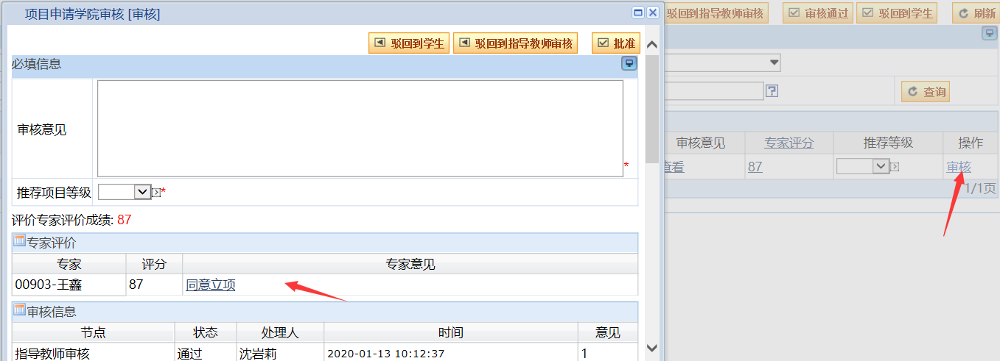 项目申请学院审核 [审核]
驳回到指导教师审核 审核通过 驳回到学生 刷新
驳回到学生 驳回到指导教师审核 批准
必填信息
审核意见
*
推荐项目等级 *
评价专家评价成绩: 87
专家评价
专家 评分 专家意见
00903-王鑫 87 同意立项
审核信息
节点 状态 处理人 时间 意见
指导教师审核 通过 沈岩莉 2020-01-13 10:12:37 1
? 查询
审核意见 专家评分 推荐等级 操作
查看 87 审核
1/1页